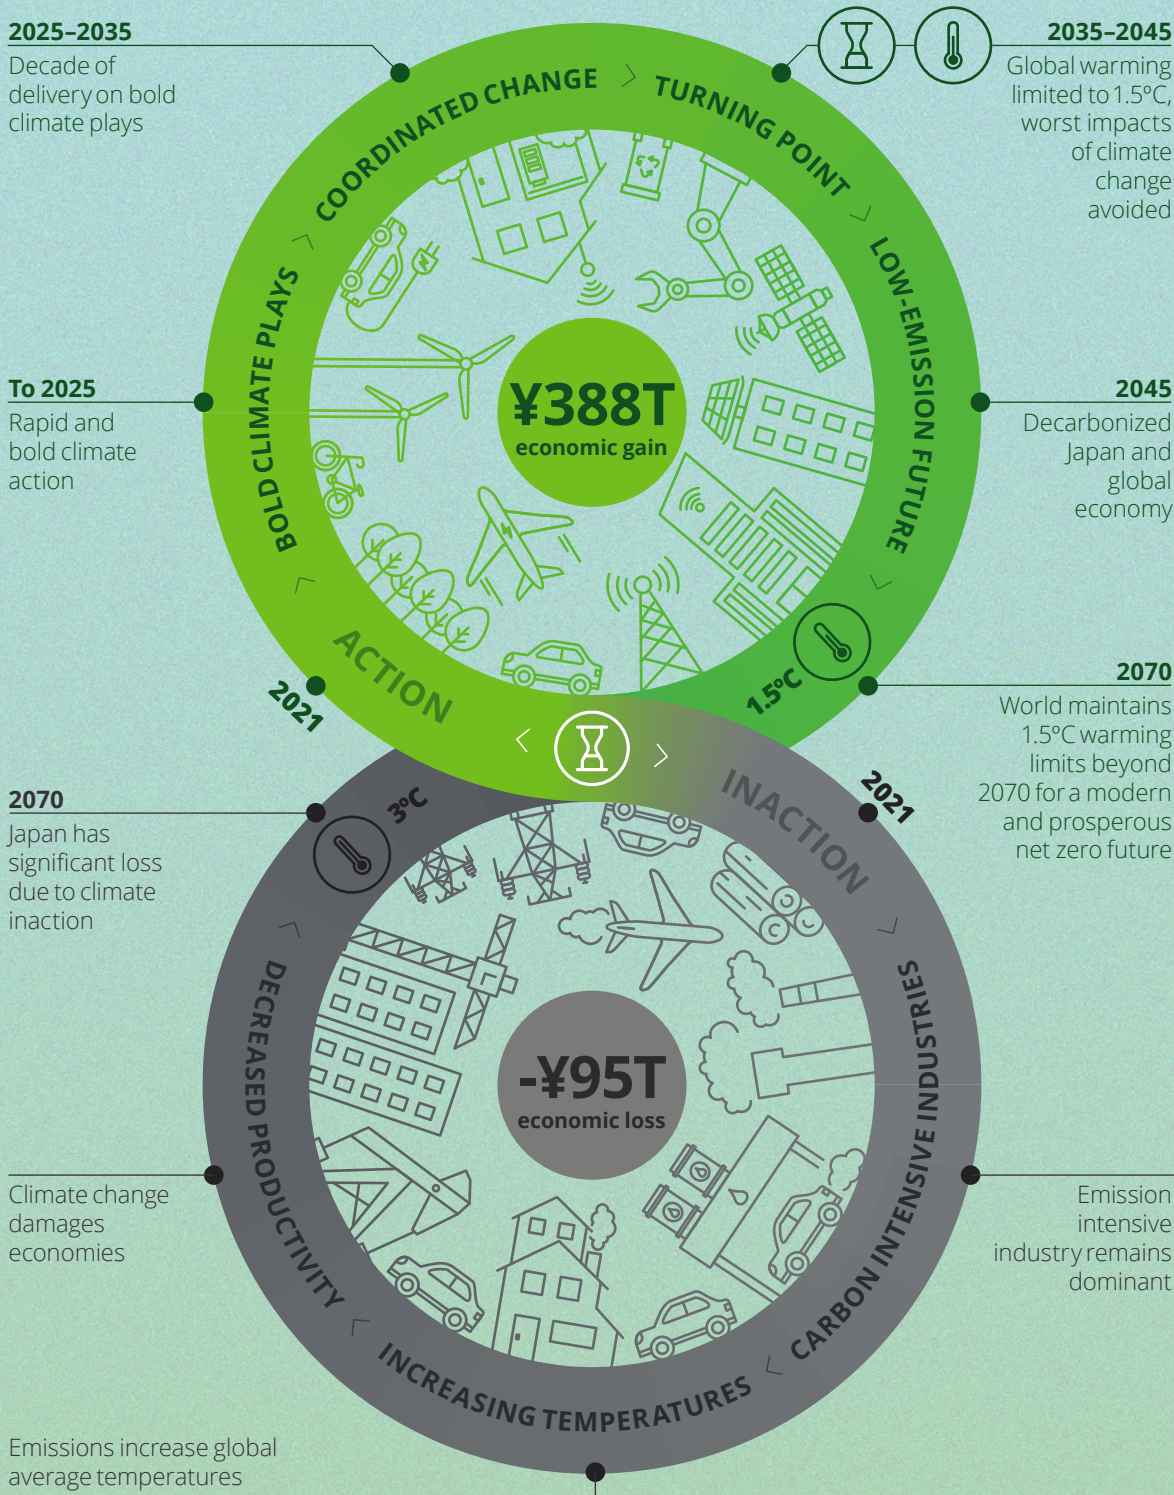 2025–2035
Decade of
delivery on bold
climate plays
2035–2045
Global warming
limited to 1.5ºC,
worst impacts
of climate
change
avoided
COORDINATED CHANGE
TURNING POINT
BOLD CLIMATE PLAYS
LOW-EMISSION FUTURE
To 2025
Rapid and
bold climate
action
¥388T
economic gain
2045
Decarbonized
Japan and
global
economy
ACTION
2021
1.5ºC
2070
World maintains
1.5ºC warming
limits beyond
2070 for a modern
and prosperous
net zero future
2070
Japan has
significant loss
due to climate
inaction
3ºC
INACTION
2021
DECREASED PRODUCTIVITY
CARBON INTENSIVE INDUSTRIES
-¥95T
economic loss
Climate change
damages
economies
Emission
intensive
industry remains
dominant
INCREASING TEMPERATURES
Emissions increase global
average temperatures